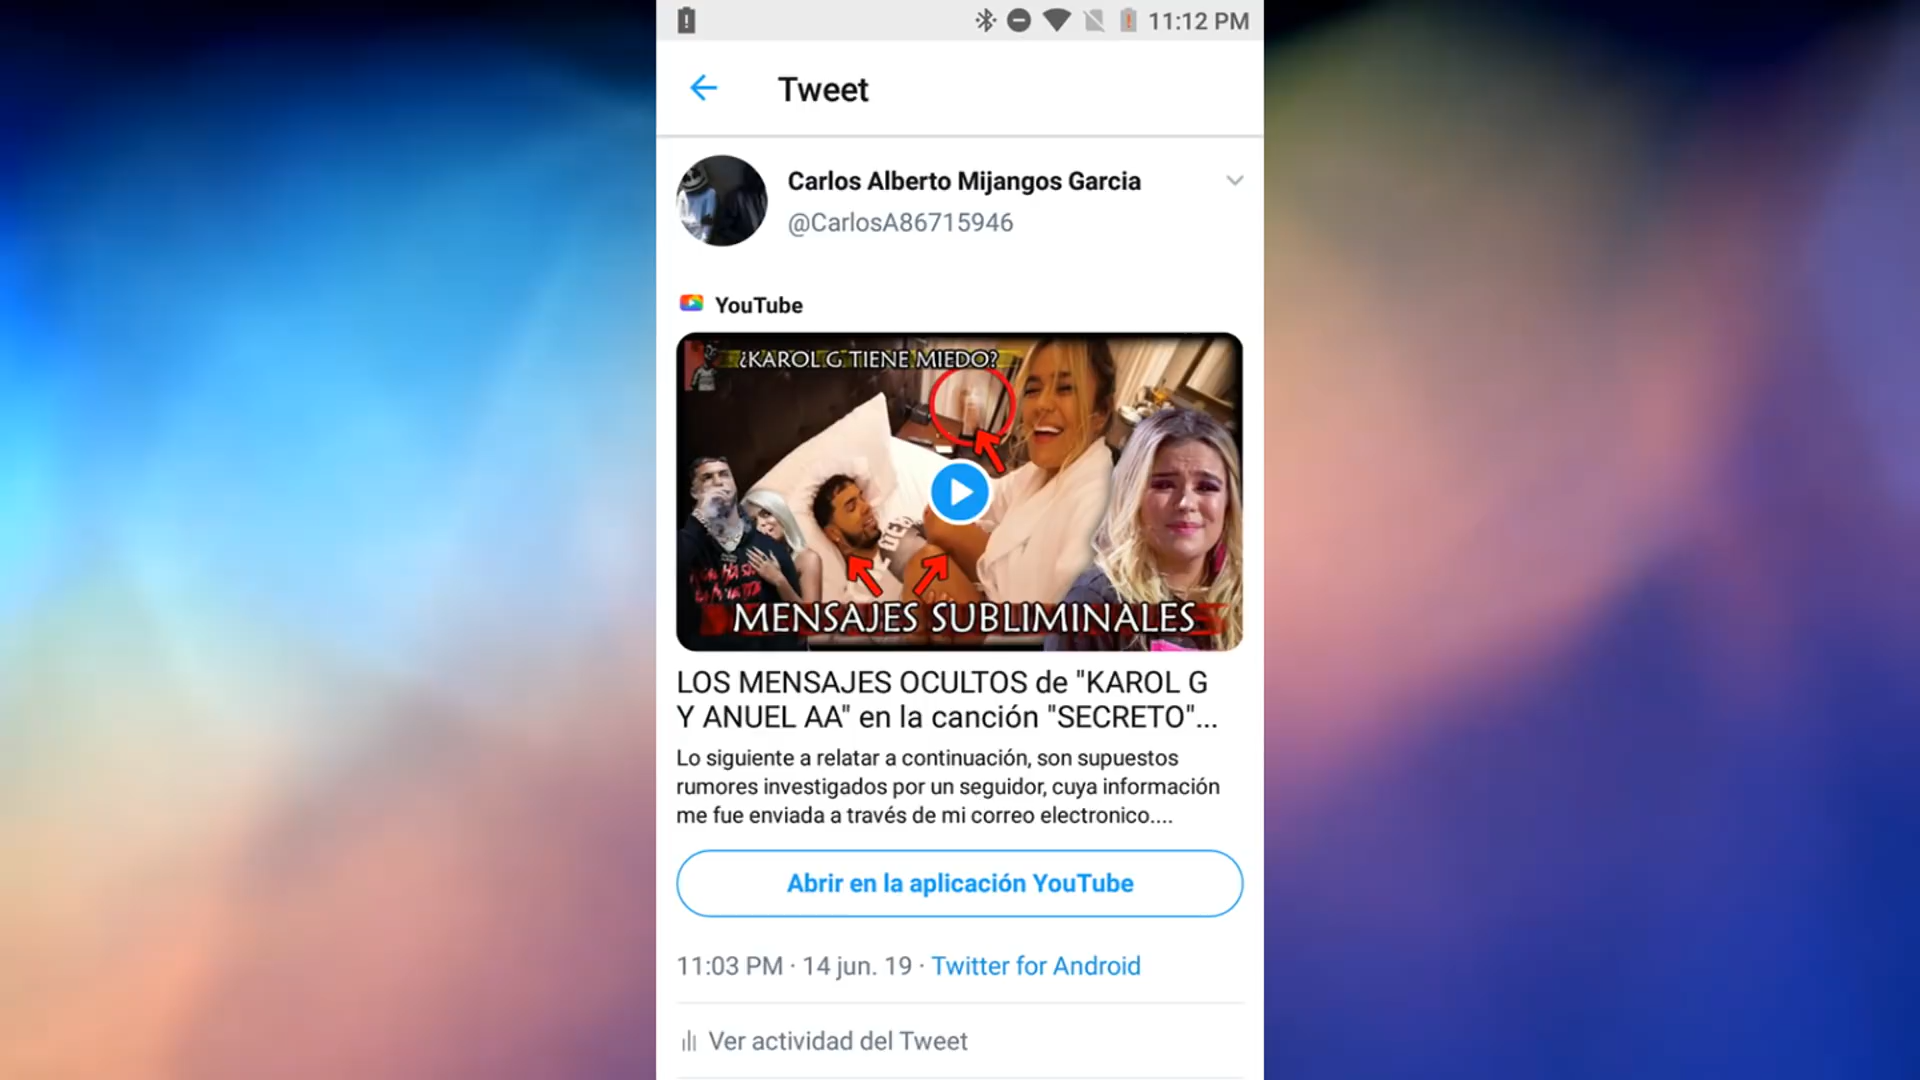 11:12 PM
Tweet
Carlos Alberto Mijangos Garcia
@CarlosA86715946
YouTube
¿KAROL G TIENE MIEDO?
MENSAJES SUBLIMINALES
LOS MENSAJES OCULTOS de "KAROL G
Y ANUEL AA" en la canción "SECRETO"...
Lo siguiente a relatar a continuación, son supuestos
rumores investigados por un seguidor, cuya información
me fue enviada a través de mi correo electronico....
Abrir en la aplicación YouTube
11:03 PM · 14 jun. 19 · Twitter for Android
Ver actividad del Tweet